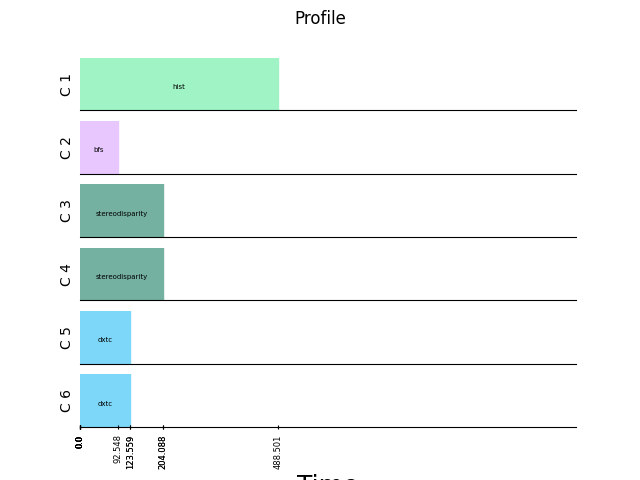 Profile
C 1
hist
C 2
bfs
C 3
stereodisparity
C 4
stereodisparity
C 5
dxtc
C 6
dxtc
0.0
92.548
123.559
204.088
488.501
Time